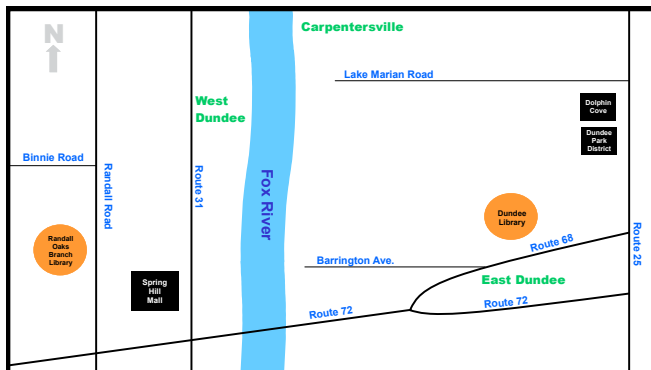 N
Carpentersville
Lake Marian Road
West
Dundee
Dolphin
Cove
Dundee
Park
District
Binnie Road
Randall Road
Route 31
Fox River
Dundee
Library
Randall
Oaks
Branch
Library
Route 68
Route 25
Barrington Ave.
East Dundee
Spring
Hill
Mall
Route 72
Route 72